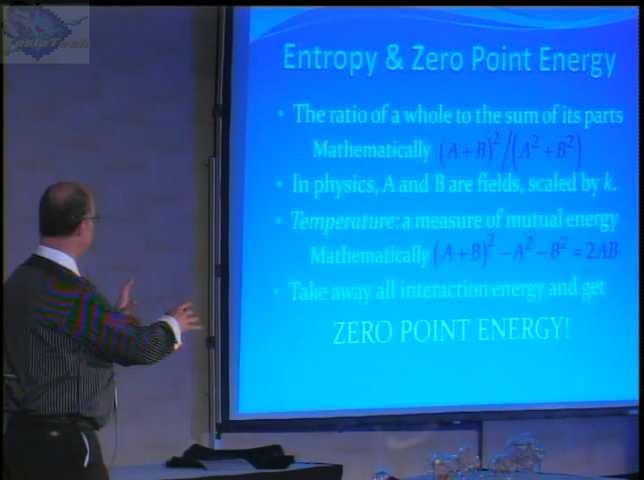 TeslaTech
Entropy & Zero Point Energy
• The ratio of a whole to the sum of its parts
Mathematically (A+B)²/(A²+B²)
• In physics, A and B are fields, scaled by k.
• Temperature: a measure of mutual energy
Mathematically (A+B)²−A²−B²=2AB
• Take away all interaction energy and get
ZERO POINT ENERGY!